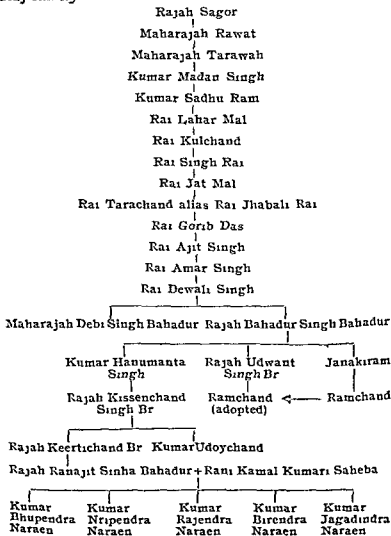 Rajah Sagor
Maharajah Rawat
Maharajah Tarawah
Kumar Madan Singh
Kumar Sadhu Ram
Rai Lahar Mal
Rai Kulchand
Rai Singh Rai
Rai Jat Mal
Rai Tarachand alias Rai Jhabali Rai
Rai Gorib Das
Rai Ajit Singh
Rai Amar Singh
Rai Dewali Singh
Maharajah Debi Singh Bahadur Rajah Bahadur Singh Bahadur
Kumar Hanumanta Rajah Udwant Janakiram
Singh Singh Br
Rajah Kissenchand Ramchand Ramchand
Singh Br (adopted)
Rajah Keertichand Br Kumar Udoychand
Rajah Ranajit Sinha Bahadur + Rani Kamal Kumari Saheba
Kumar Kumar Kumar Kumar Kumar
Bhupendra Nripendra Rajendra Birendra Jagadindra
Naraen Naraen Naraen Naraen Naraen